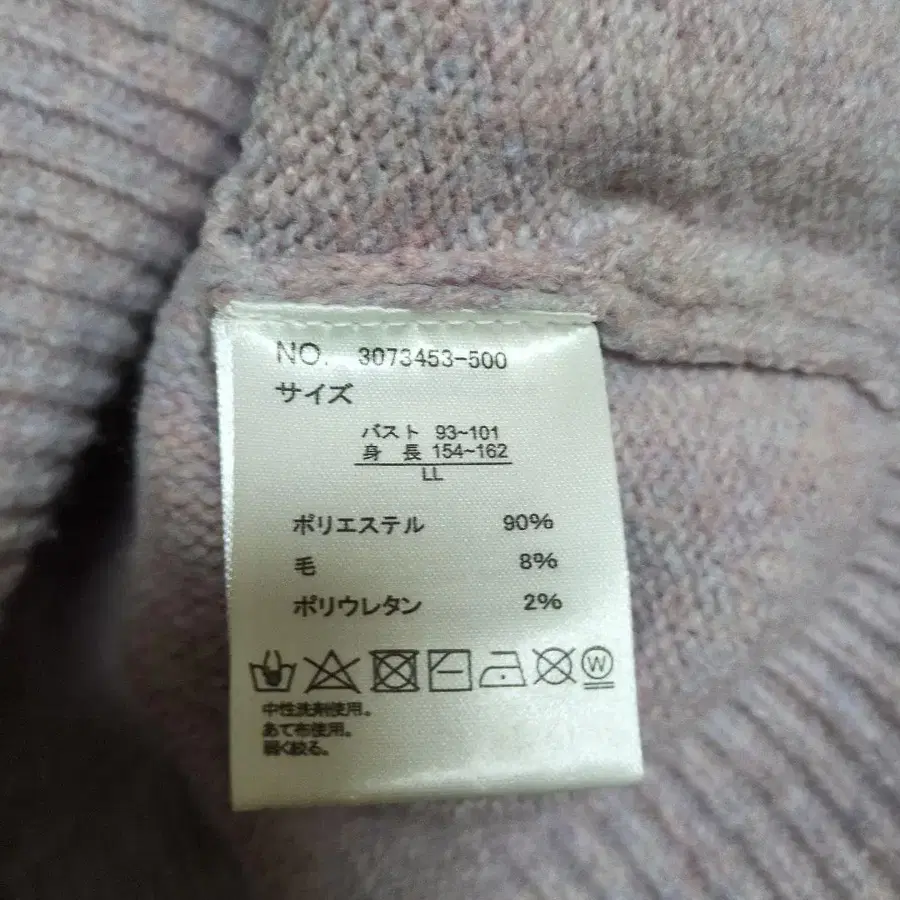 NO. 3073453-500
サイズ
バスト 93~101
身 長 154~162
LL
ポリエステル 90%
毛 8%
ポリウレタン 2%
W
中性洗剤使用。
あて布使用。
弱く絞る。